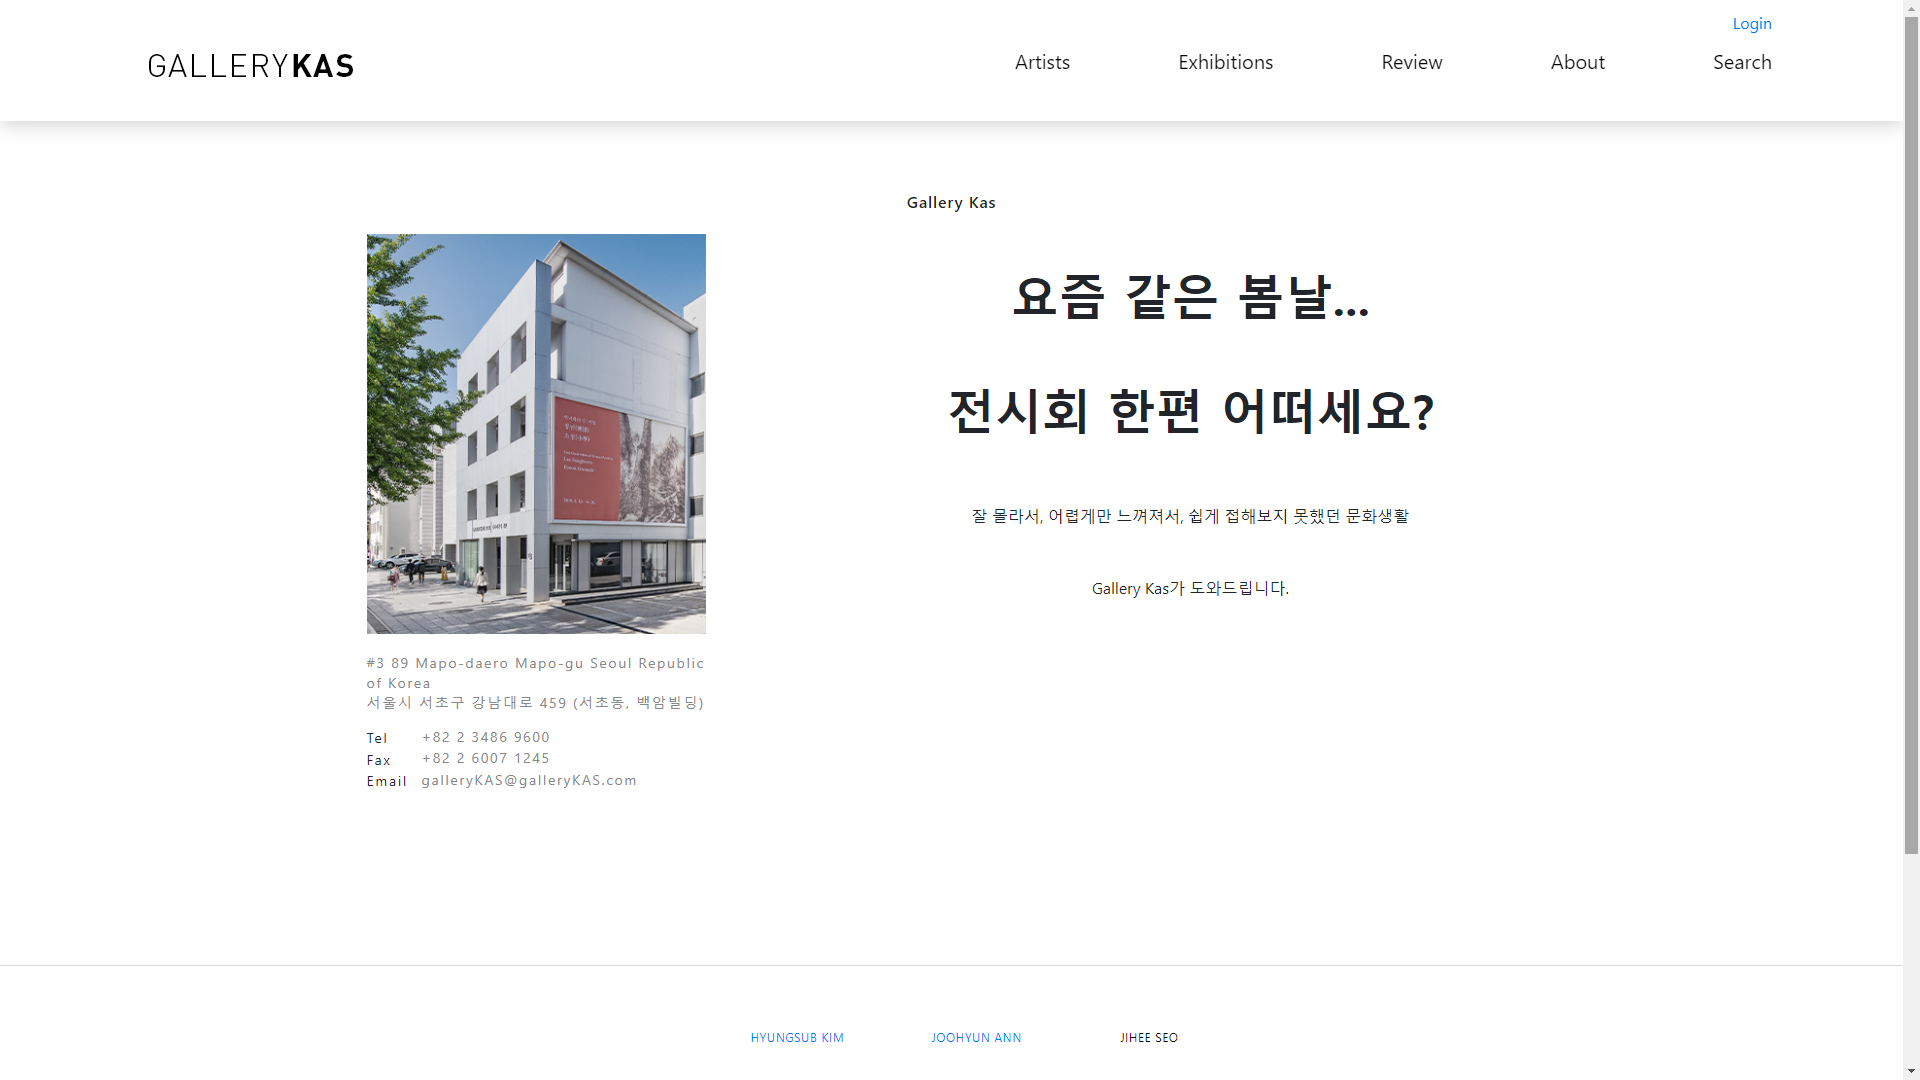 Login
GALLERYKAS
Artists
Exhibitions
Review
About
Search
Gallery Kas
요즘 같은 봄날...
전시회 한편 어떠세요?
잘 몰라서, 어렵게만 느껴져서, 쉽게 접해보지 못했던 문화생활
Gallery Kas가 도와드립니다.
#3 89 Mapo-daero Mapo-gu Seoul Republic
of Korea
서울시 서초구 강남대로 459 (서초동, 백암빌딩)
Tel +82 2 3486 9600
Fax +82 2 6007 1245
Email galleryKAS@galleryKAS.com
HYUNGSUB KIM
JOOHYUN ANN
JIHEE SEO